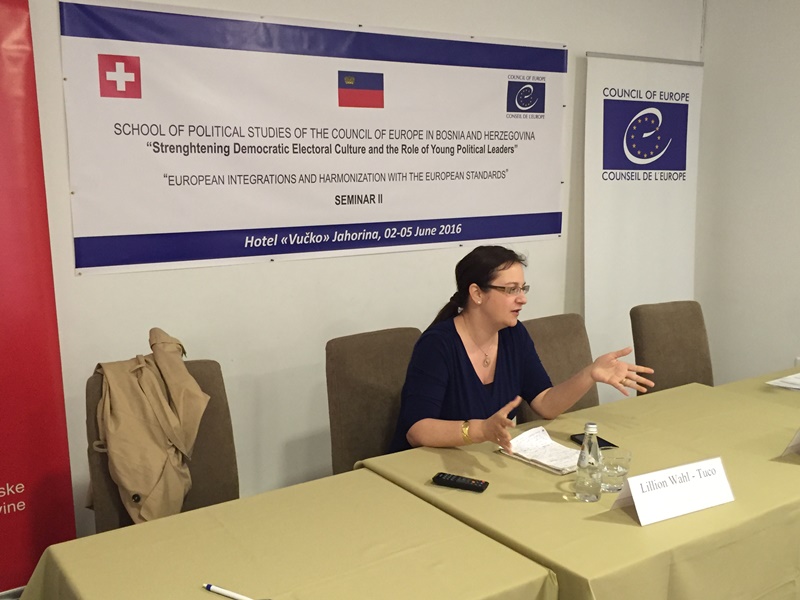 COUNCIL OF EUROPE
CONSEIL DE L'EUROPE
SCHOOL OF POLITICAL STUDIES OF THE COUNCIL OF EUROPE IN BOSNIA AND HERZEGOVINA
“Strenghtening Democratic Electoral Culture and the Role of Young Political Leaders”
“EUROPEAN INTEGRATIONS AND HARMONIZATION WITH THE EUROPEAN STANDARDS”
SEMINAR II
Hotel «Vučko» Jahorina, 02-05 June 2016
COUNCIL OF EUROPE
CONSEIL DE L'EUROPE
ske
vine
Lillion Wahl - Tuco